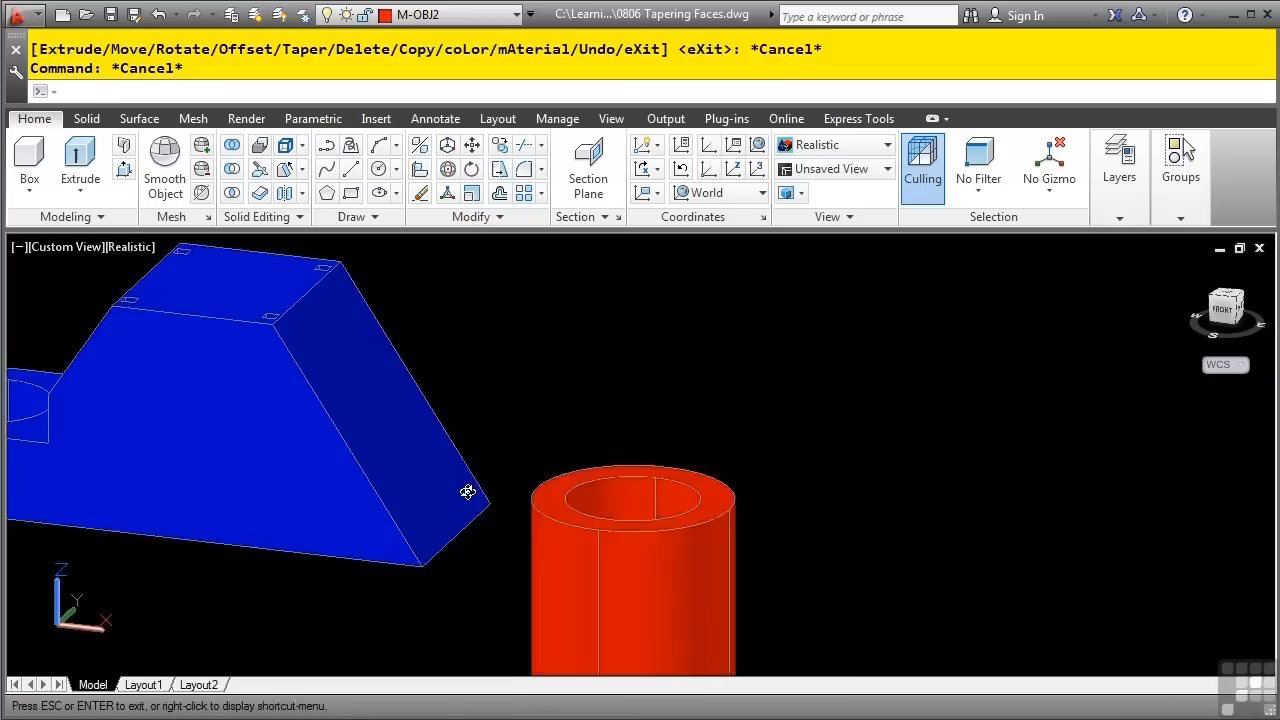 M-OBJ2 C:\Learni...\0806 Tapering Faces.dwg Type a keyword or phrase Sign In
[Extrude/Move/Rotate/Offset/Taper/Delete/Copy/coLor/mAterial/Undo/eXit] <eXit>: *Cancel*
Command: *Cancel*
Home Solid Surface Mesh Render Parametric Insert Annotate Layout Manage View Output Plug-ins Online Express Tools
Realistic
Unsaved View
World
Box Extrude Smooth Object Section Plane Culling No Filter No Gizmo Layers Groups
Modeling Mesh Solid Editing Draw Modify Section Coordinates View Selection
[−][Custom View][Realistic]
FRONT
W S E
WCS
Z
Y
X
Model Layout1 Layout2
Press ESC or ENTER to exit, or right-click to display shortcut-menu.